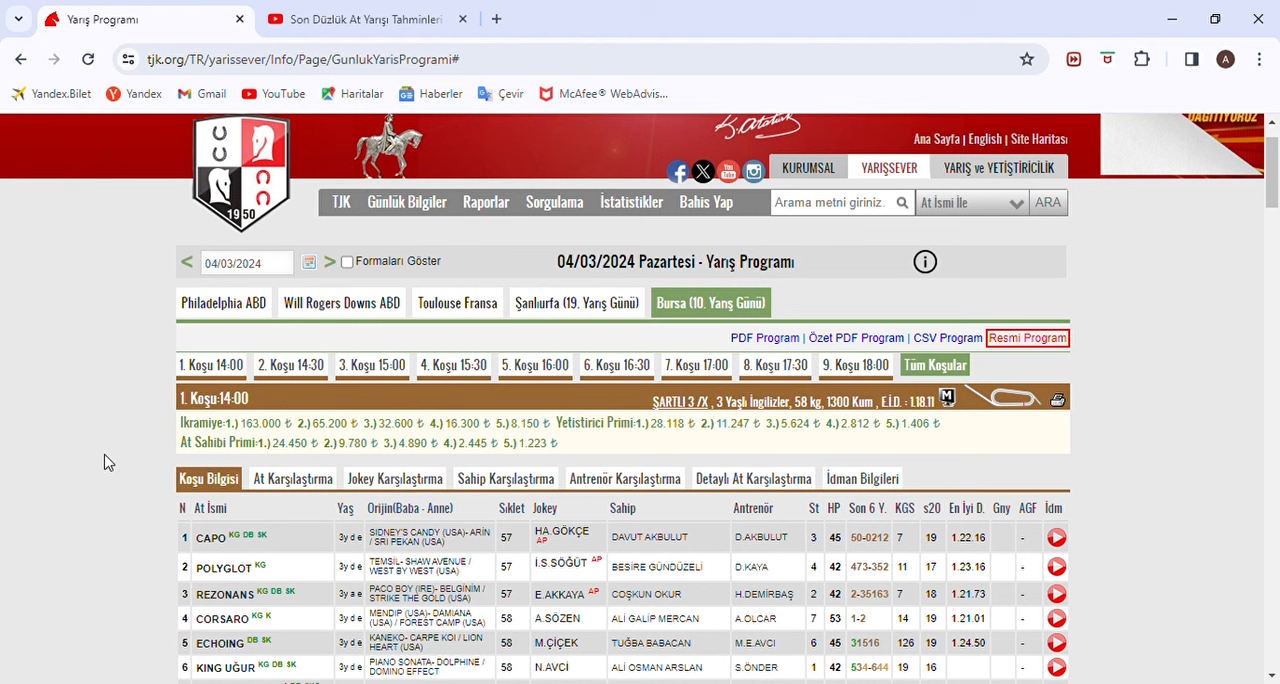 Yarış Programı
Son Düzlük At Yarışı Tahminleri
tjk.org/TR/yarissever/Info/Page/GunlukYarisProgrami#
A
Yandex.Bilet
Yandex
Gmail
YouTube
Haritalar
Haberler
Çevir
McAfee® WebAdvis...
K. Atatürk
DAĞITIYORUZ
Ana Sayfa | English | Site Haritası
1950
You Tube
KURUMSAL YARIŞSEVER YARIŞ ve YETİŞTİRİCİLİK
TJK Günlük Bilgiler Raporlar Sorgulama İstatistikler Bahis Yap
Arama metni giriniz. At İsmi İle ARA
< 04/03/2024 > Formaları Göster
04/03/2024 Pazartesi - Yarış Programı
Philadelphia ABD Will Rogers Downs ABD Toulouse Fransa Şanlıurfa (19. Yarış Günü) Bursa (10. Yarış Günü)
PDF Program | Özet PDF Program | CSV Program Resmi Program
1. Koşu 14:00 2. Koşu 14:30 3. Koşu 15:00 4. Koşu 15:30 5. Koşu 16:00 6. Koşu 16:30 7. Koşu 17:00 8. Koşu 17:30 9. Koşu 18:00 Tüm Koşular
1. Koşu:14:00 ŞARTLI 3 /X , 3 Yaşlı İngilizler, 58 kg, 1300 Kum , E.İ.D. : 1.18.11 M
İkramiye:1.) 163.000 ₺ 2.) 65.200 ₺ 3.) 32.600 ₺ 4.) 16.300 ₺ 5.) 8.150 ₺ Yetistirici Primi:1.) 28.118 ₺ 2.) 11.247 ₺ 3.) 5.624 ₺ 4.) 2.812 ₺ 5.) 1.406 ₺
At Sahibi Primi:1.) 24.450 ₺ 2.) 9.780 ₺ 3.) 4.890 ₺ 4.) 2.445 ₺ 5.) 1.223 ₺
Koşu Bilgisi At Karşılaştırma Jokey Karşılaştırma Sahip Karşılaştırma Antrenör Karşılaştırma Detaylı At Karşılaştırma İdman Bilgileri
N At İsmi Yaş Orijin(Baba - Anne) Sıklet Jokey Sahip Antrenör St HP Son 6 Y. KGS s20 En İyi D. Gny AGF İdm
1 CAPO KG DB SK 3y d e SIDNEY'S CANDY (USA)- ARİN / SRI PEKAN (USA) 57 HA.GÖKÇE AP DAVUT AKBULUT D.AKBULUT 3 45 50-0212 7 19 1.22.16 -
2 POLYGLOT KG 3y d e TEMSİL- SHAW AVENUE / WEST BY WEST (USA) 57 İ.S.SÖĞÜT AP BESİRE GÜNDÜZELİ D.KAYA 4 42 473-352 11 17 1.23.16 -
3 REZONANS KG DB SK 3y a e PACO BOY (IRE)- BELGİNİM / STRIKE THE GOLD (USA) 57 E.AKKAYA AP COŞKUN OKUR H.DEMİRBAŞ 2 42 2-35163 7 18 1.21.73 -
4 CORSARO KG K 3y d e MENDIP (USA)- DAMIANA (USA) / FOREST CAMP (USA) 58 A.SÖZEN ALİ GALİP MERCAN A.OLCAR 7 53 1-2 14 19 1.21.01 -
5 ECHOING DB SK 3y d e KANEKO- CARPE KOI / LION HEART (USA) 58 M.ÇİÇEK TUĞBA BABACAN M.E.AVCI 6 45 31516 126 19 1.24.50 -
6 KING UĞUR KG DB SK 3y d e PIANO SONATA- DOLPHINE / DOMINO EFFECT 58 N.AVCİ ALİ OSMAN ARSLAN S.ÖNDER 1 42 534-644 19 16 -